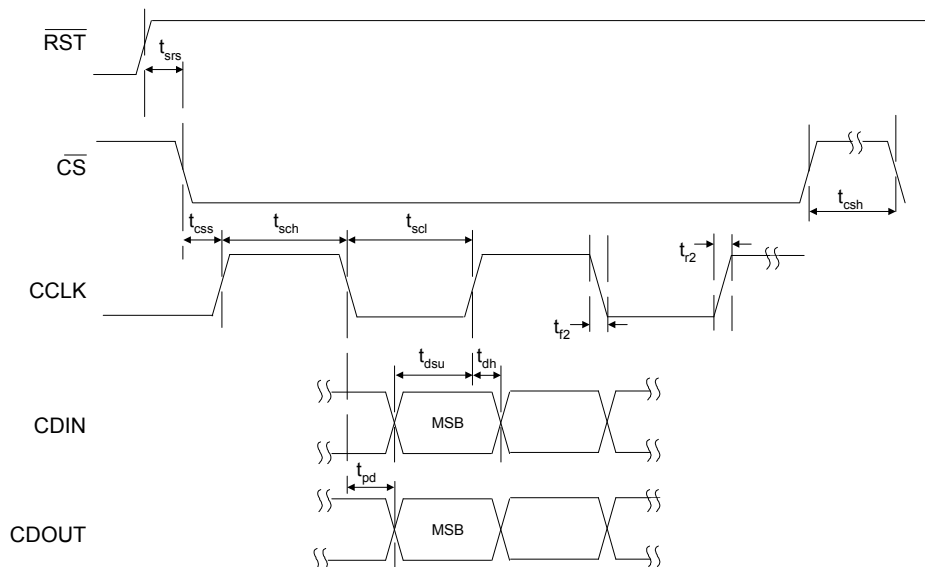 RST
t_srs
CS
t_csh
t_css t_sch t_scl
t_r2
CCLK
t_f2
t_dsu t_dh
CDIN MSB
t_pd
CDOUT MSB